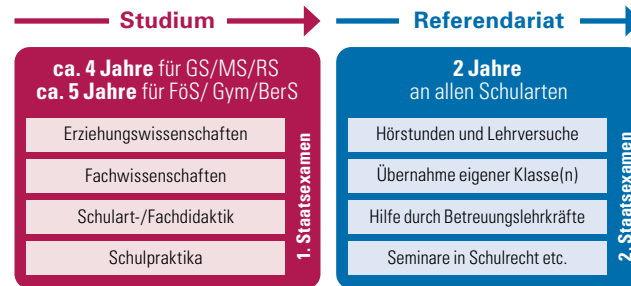 Studium
ca. 4 Jahre für GS/MS/RS
ca. 5 Jahre für FöS/ Gym/BerS
Erziehungswissenschaften
Fachwissenschaften
Schulart-/Fachdidaktik
Schulpraktika
1. Staatsexamen
Referendariat
2 Jahre
an allen Schularten
Hörstunden und Lehrversuche
Übernahme eigener Klasse(n)
Hilfe durch Betreuungslehrkräfte
Seminare in Schulrecht etc.
2. Staatsexamen